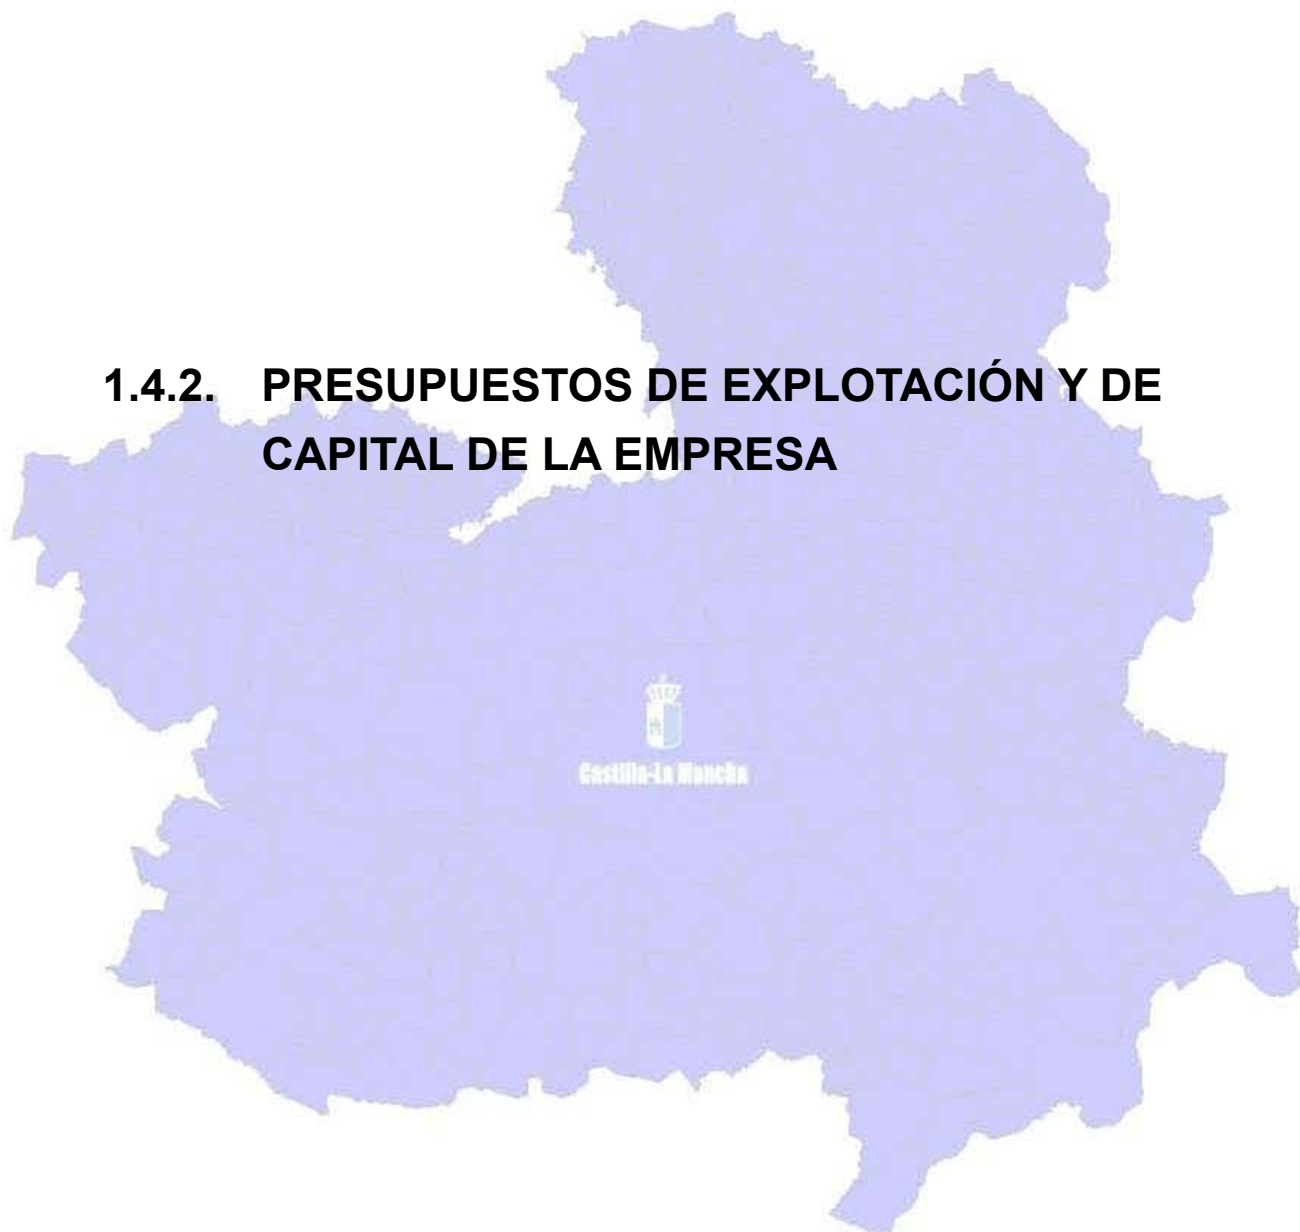 1.4.2. PRESUPUESTOS DE EXPLOTACIÓN Y DE
CAPITAL DE LA EMPRESA
Castilla-La Mancha